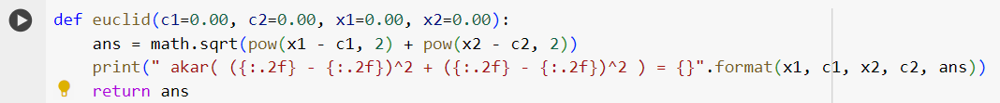 def euclid(c1=0.00, c2=0.00, x1=0.00, x2=0.00):
    ans = math.sqrt(pow(x1 - c1, 2) + pow(x2 - c2, 2))
    print(" akar( ({:.2f} - {:.2f})^2 + ({:.2f} - {:.2f})^2 ) = {}".format(x1, c1, x2, c2, ans))
    return ans